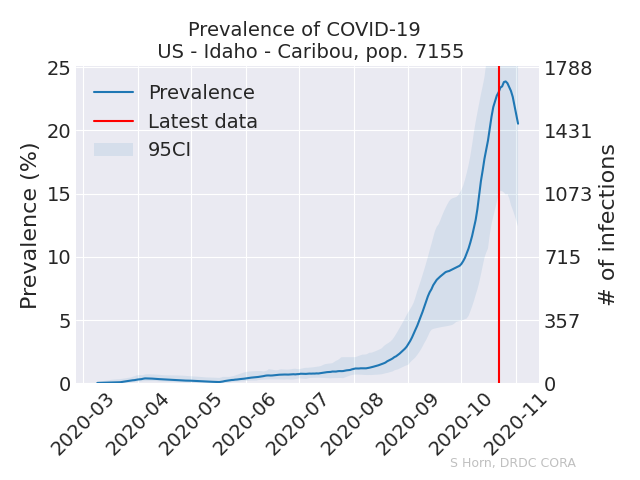 Prevalence of COVID-19
US - Idaho - Caribou, pop. 7155
Prevalence
Latest data
95CI
Prevalence (%)
25
20
15
10
5
0
1788
1431
1073
715
357
0
# of infections
2020-03
2020-04
2020-05
2020-06
2020-07
2020-08
2020-09
2020-10
2020-11
S Horn, DRDC CORA